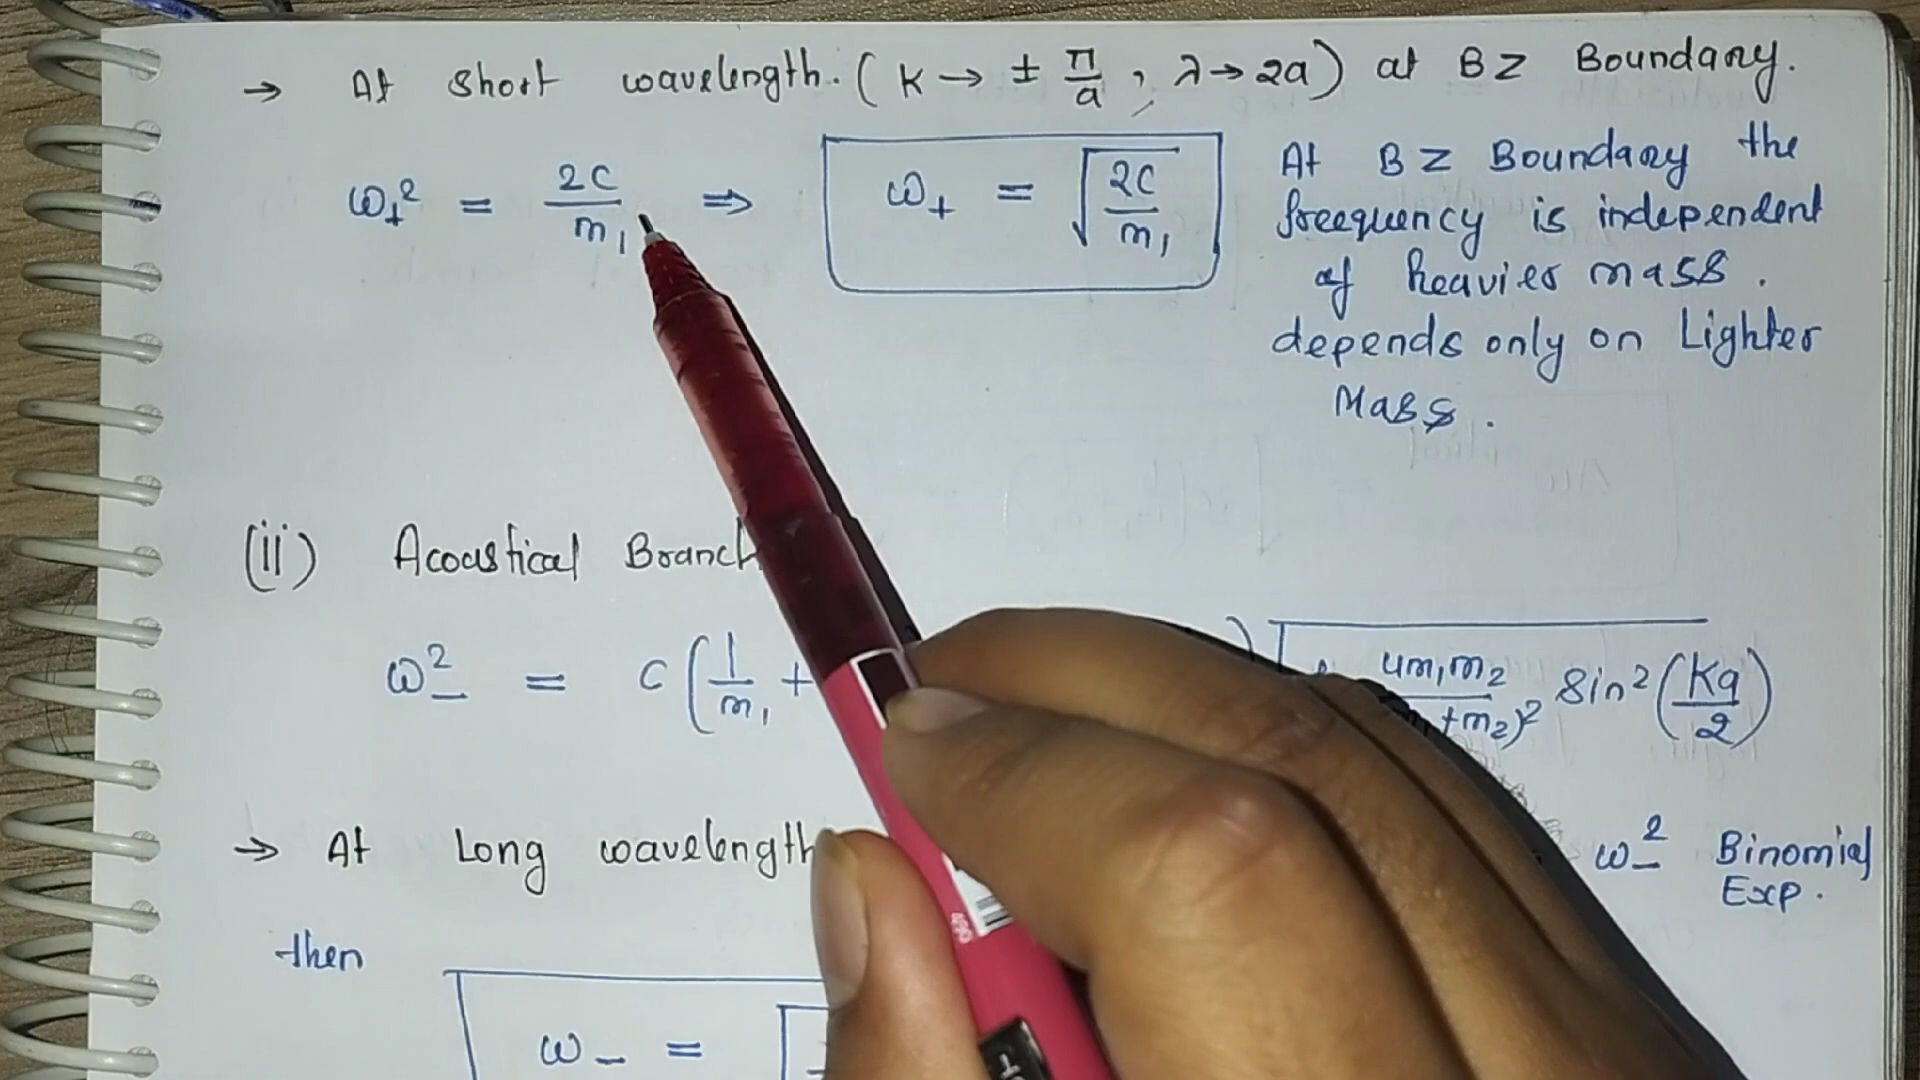 → At short wavelength. (K → ± π/a, λ → 2a) at BZ Boundary.
ω₊² = 2C/m₁ ⇒ ω₊ = √(2C/m₁)
At BZ Boundary the
freequency is independent
of heavier mass.
depends only on Lighter
Mass.
(ii) Acoustical Branch
ω₋² = C (1/m₁ + ) √ 4m₁m₂/ +m₂)² Sin² (Ka/2)
→ At Long wavelength
ω₋² Binomial
Exp.
then
ω₋ =